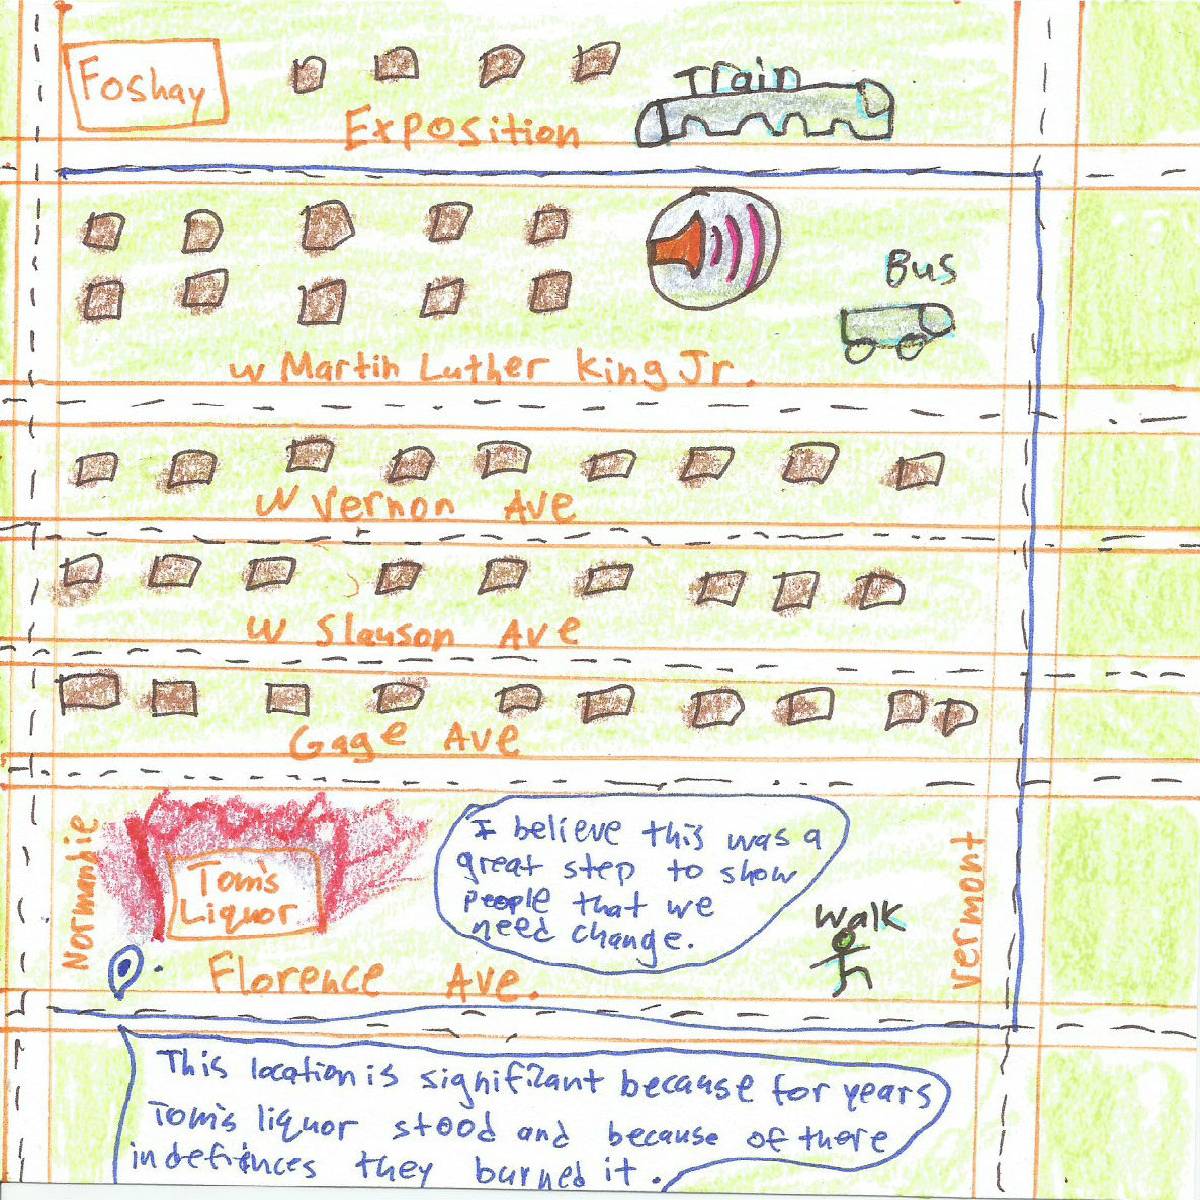 Foshay
Train
Exposition
Bus
W Martin Luther King Jr.
W Vernon Ave
W Slauson Ave
Gage Ave
Normandie
Tom's
Liquor
I believe this was a
great step to show
people that we
need change.
Walk
Vermont
Florence Ave.
This location is significant because for years
Tom's liquor stood and because of there
indefirinces they burned it.